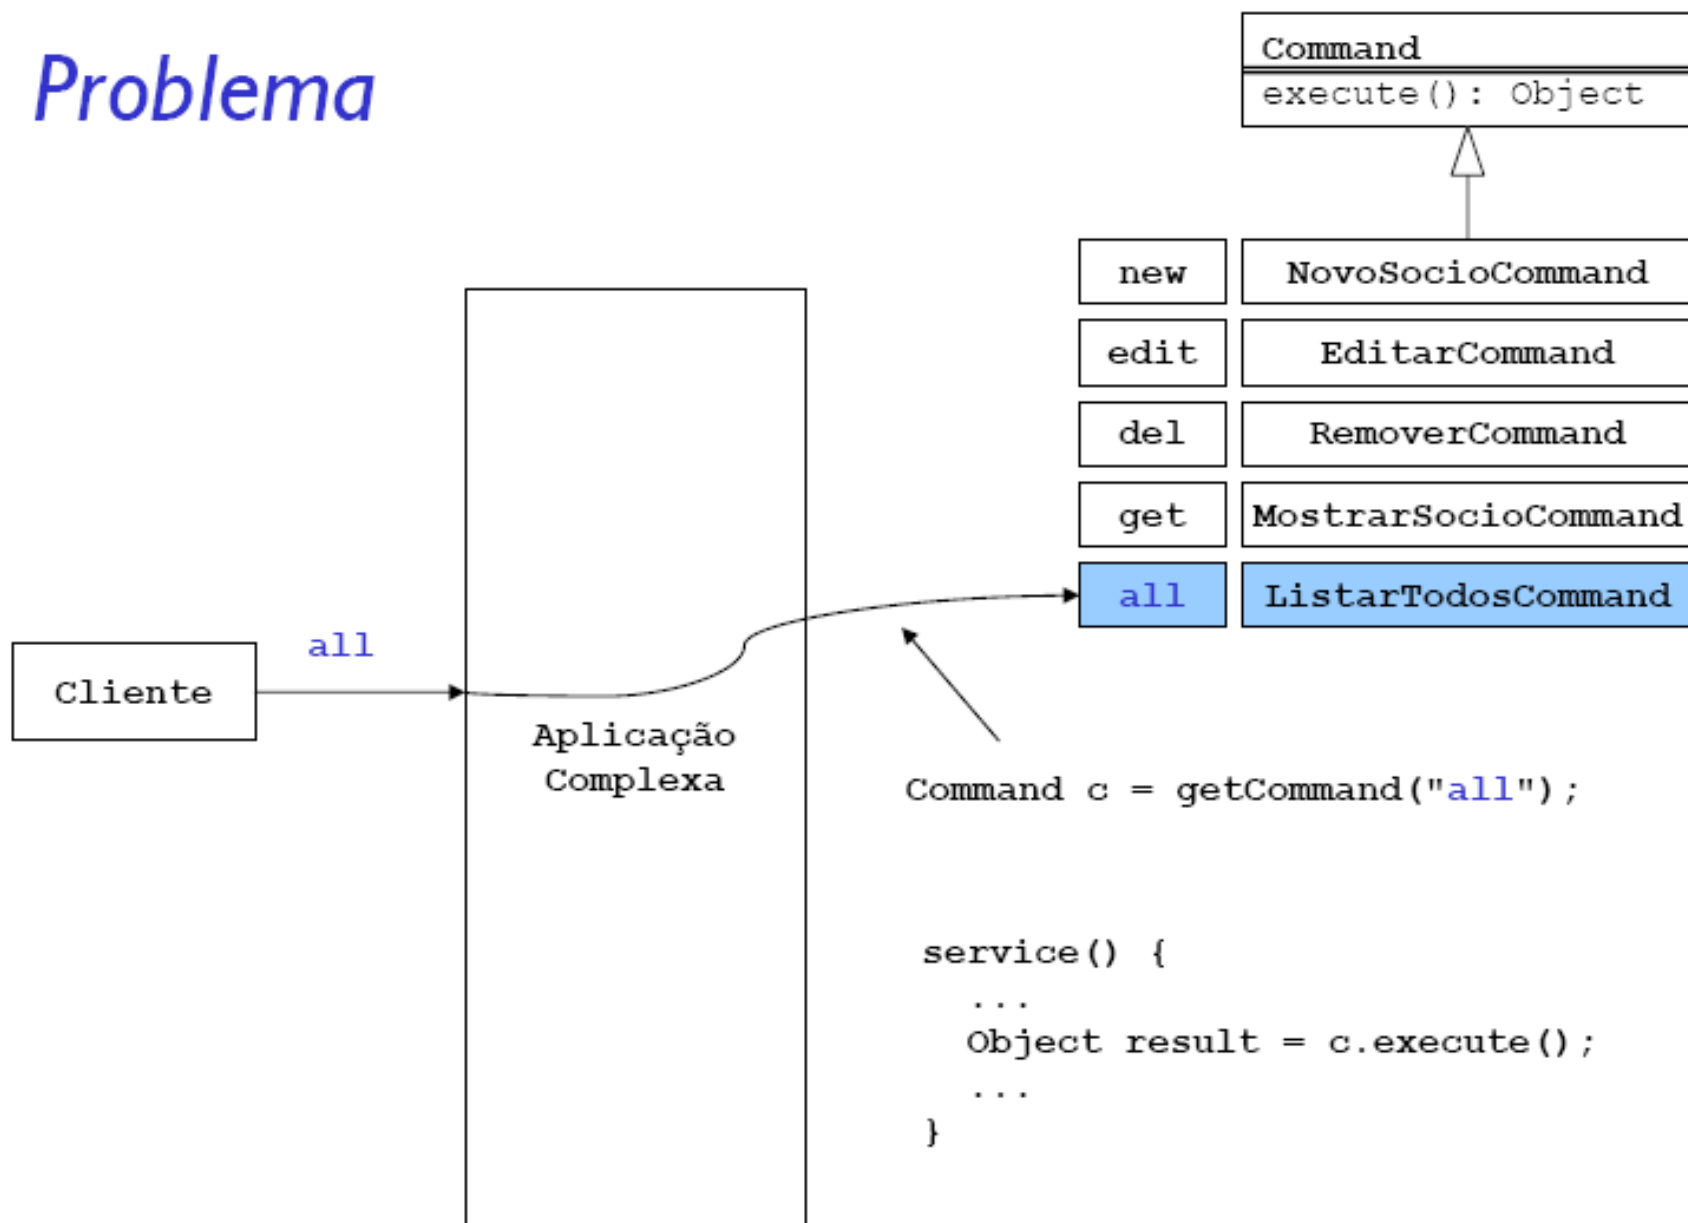 Problema
Command
execute(): Object
new NovoSocioCommand
edit EditarCommand
del RemoverCommand
get MostrarSocioCommand
all ListarTodosCommand
all
Cliente
Aplicação
Complexa
Command c = getCommand("all");
service() {
...
Object result = c.execute();
...
}